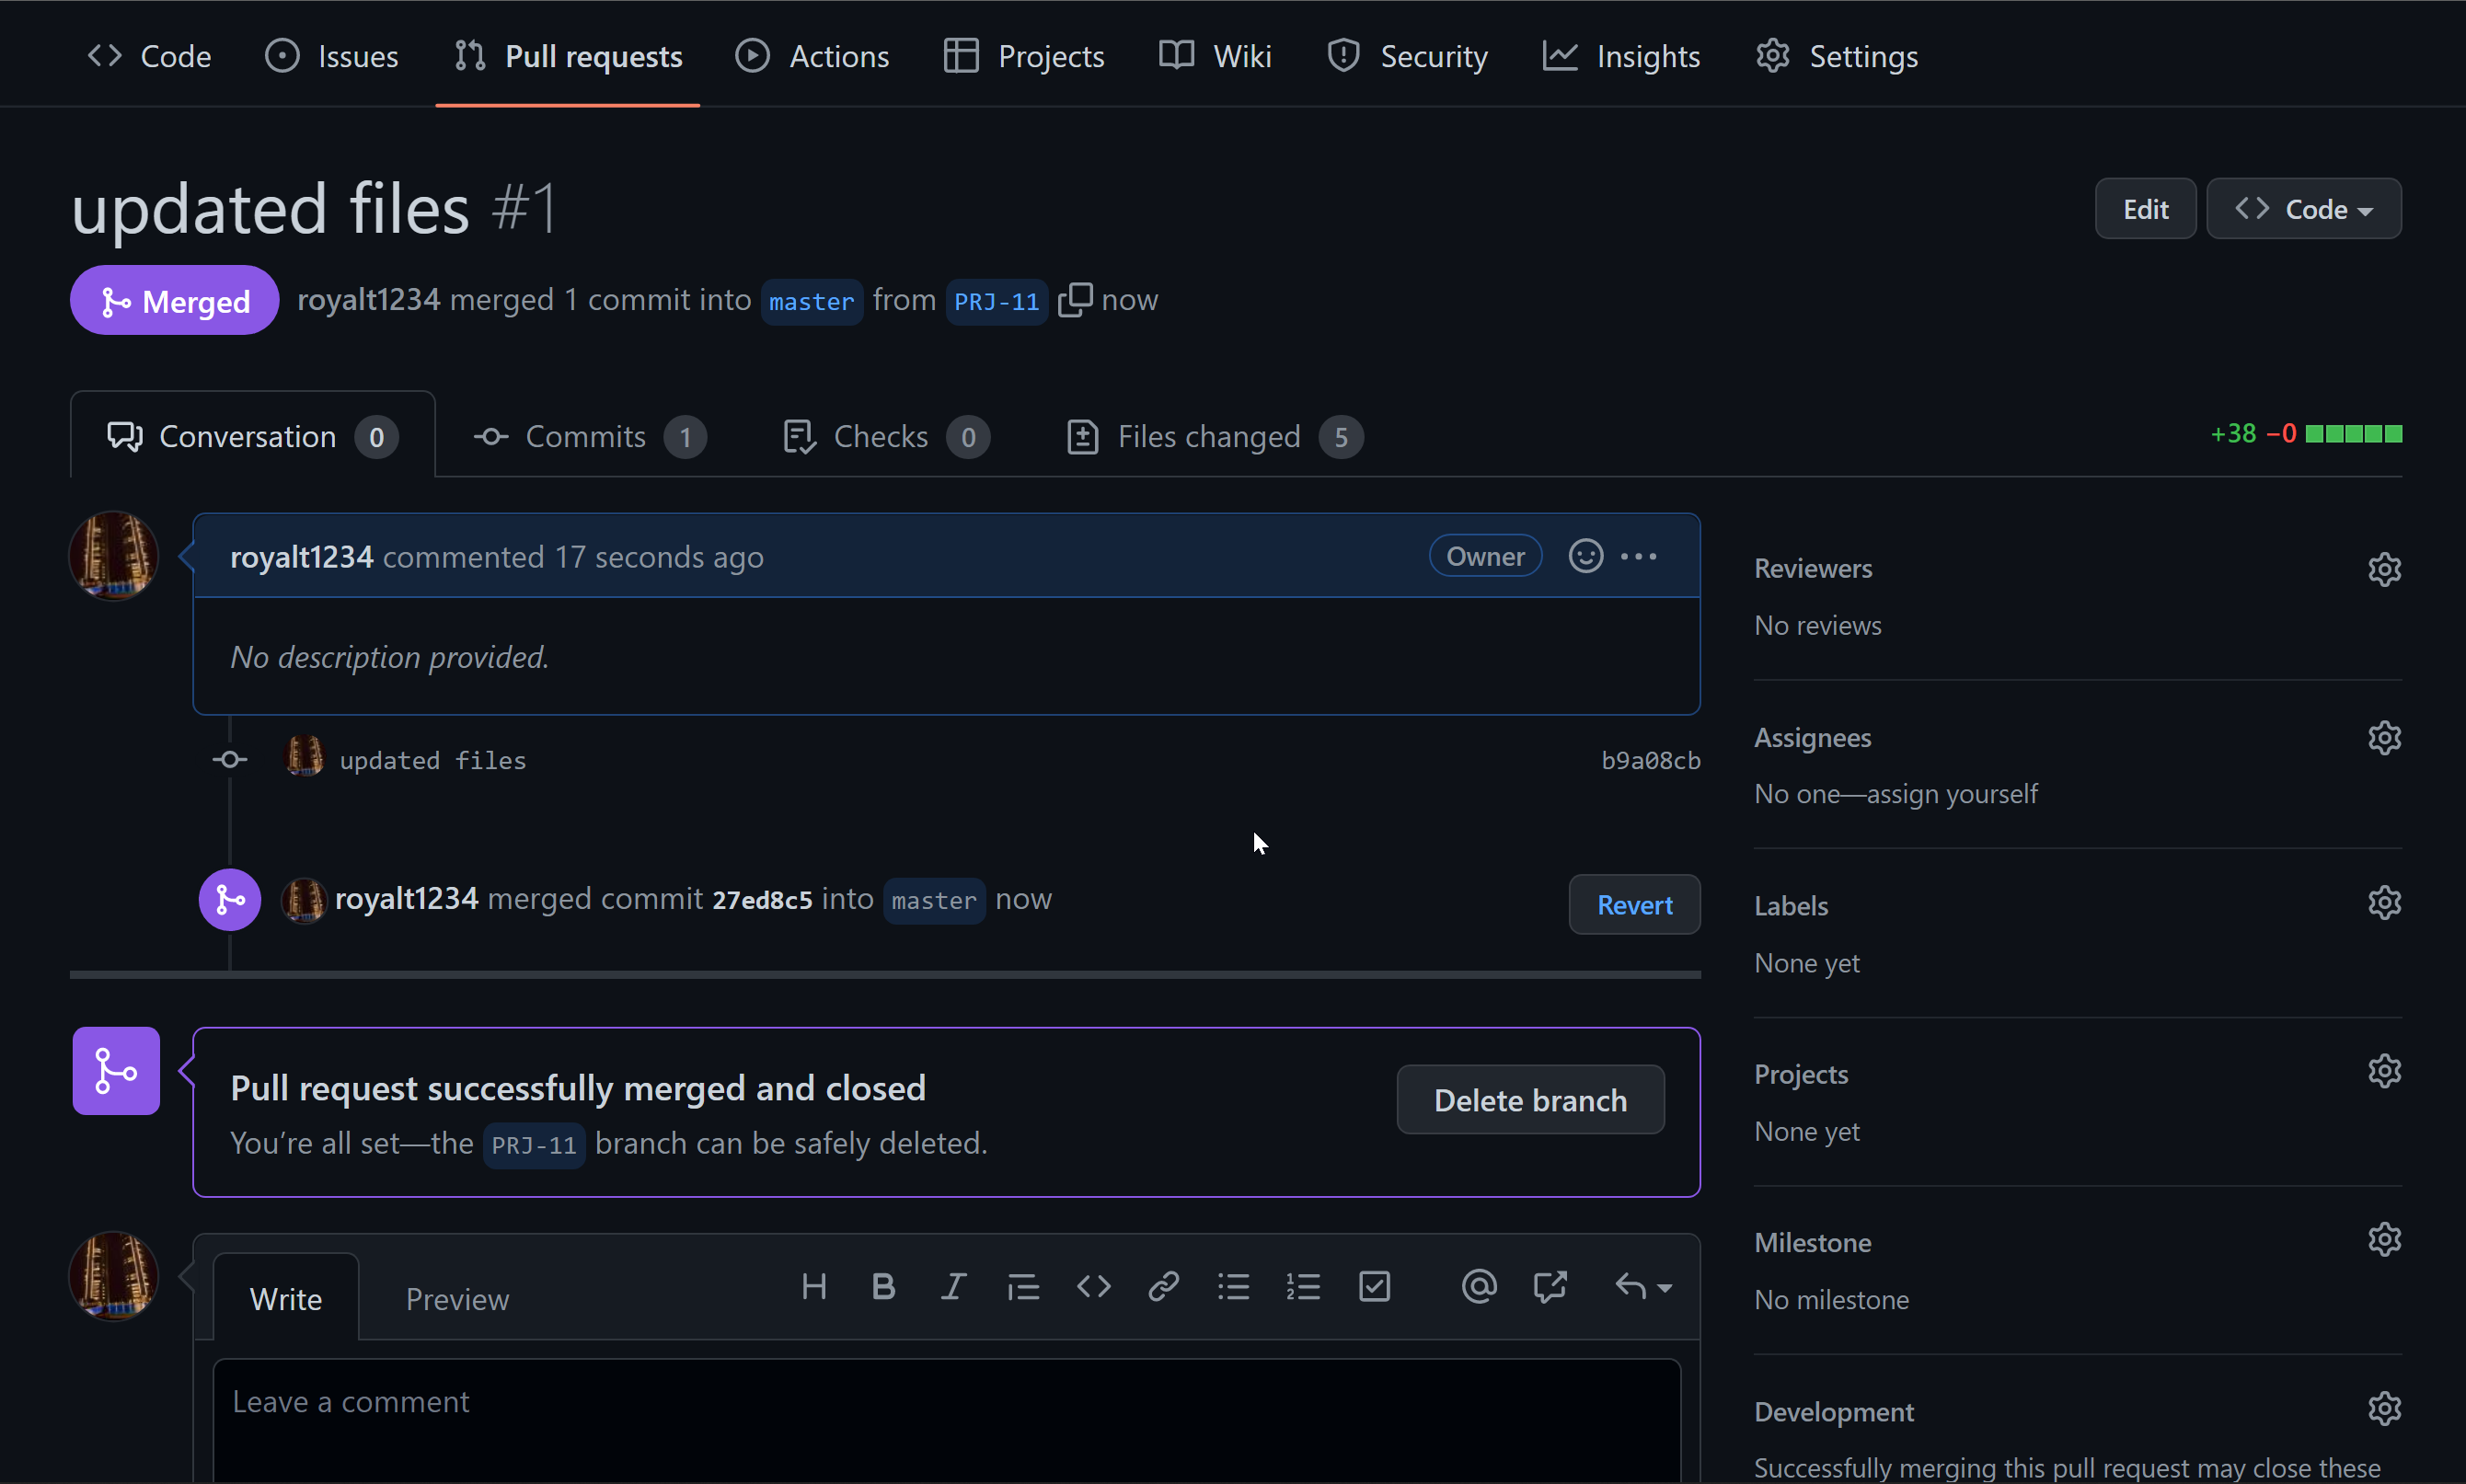 Code Issues Pull requests Actions Projects Wiki Security Insights Settings
updated files #1
Edit Code
Merged royalt1234 merged 1 commit into master from PRJ-11 now
Conversation 0 Commits 1 Checks 0 Files changed 5
+38 −0
royalt1234 commented 17 seconds ago
Owner
No description provided.
updated files b9a08cb
royalt1234 merged commit 27ed8c5 into master now
Revert
Pull request successfully merged and closed
You’re all set—the PRJ-11 branch can be safely deleted.
Delete branch
Write Preview
Leave a comment
Reviewers
No reviews
Assignees
No one—assign yourself
Labels
None yet
Projects
None yet
Milestone
No milestone
Development
Successfully merging this pull request may close these